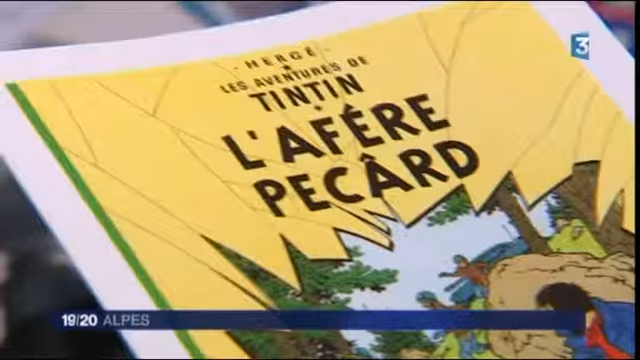 3
- HERGÉ -
LES AVENTURES DE
TINTIN
L'AFÉRE
PECÂRD
19/20 ALPES